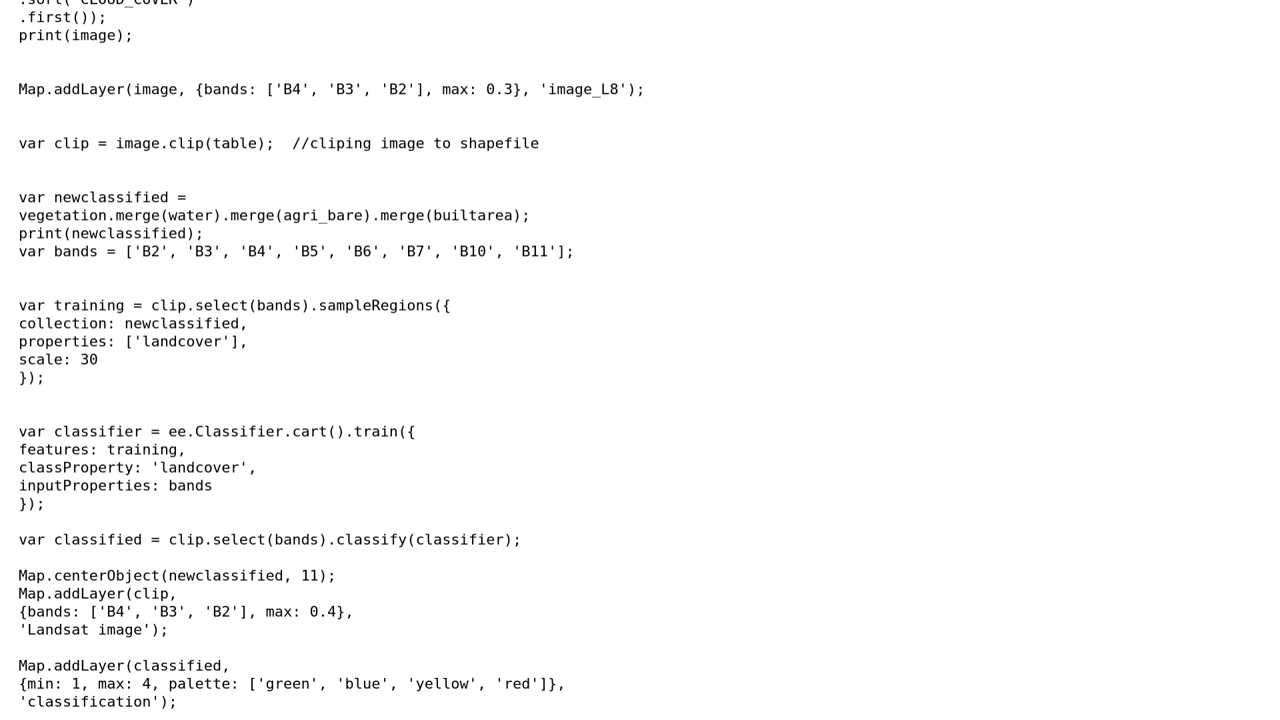 .sort('CLOUD_COVER')
.first());
print(image);
Map.addLayer(image, {bands: ['B4', 'B3', 'B2'], max: 0.3}, 'image_L8');
var clip = image.clip(table);  //cliping image to shapefile
var newclassified =
vegetation.merge(water).merge(agri_bare).merge(builtarea);
print(newclassified);
var bands = ['B2', 'B3', 'B4', 'B5', 'B6', 'B7', 'B10', 'B11'];
var training = clip.select(bands).sampleRegions({
collection: newclassified,
properties: ['landcover'],
scale: 30
});
var classifier = ee.Classifier.cart().train({
features: training,
classProperty: 'landcover',
inputProperties: bands
});
var classified = clip.select(bands).classify(classifier);
Map.centerObject(newclassified, 11);
Map.addLayer(clip,
{bands: ['B4', 'B3', 'B2'], max: 0.4},
'Landsat image');
Map.addLayer(classified,
{min: 1, max: 4, palette: ['green', 'blue', 'yellow', 'red']},
'classification');